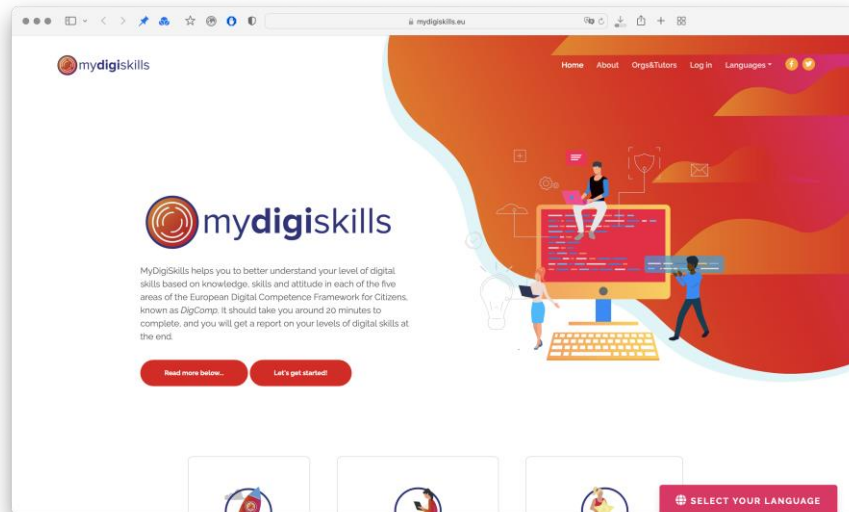 mydigiskills.eu
mydigiskills
Home About Orgs&Tutors Log in Languages
mydigiskills
MyDigiSkills helps you to better understand your level of digital
skills based on knowledge, skills and attitude in each of the five
areas of the European Digital Competence Framework for Citizens,
known as DigComp. It should take you around 20 minutes to
complete, and you will get a report on your levels of digital skills at
the end.
Read more below... Let's get started!
SELECT YOUR LANGUAGE